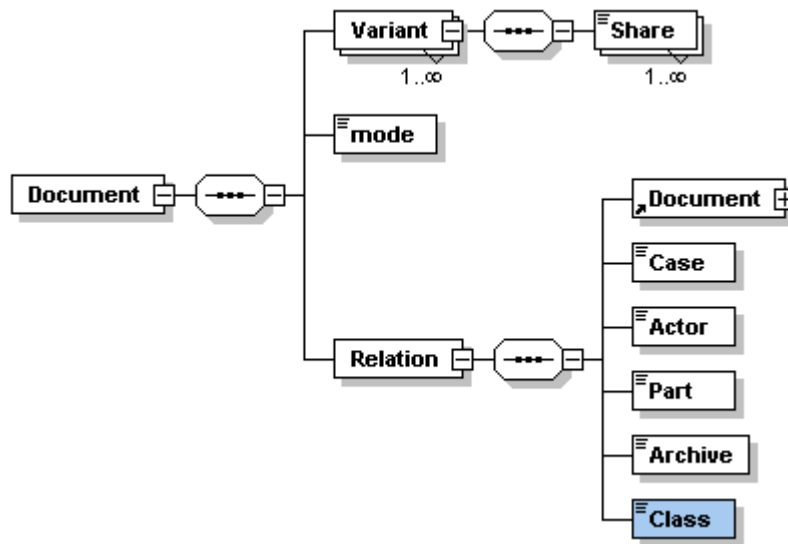 Variant
Share
1..∞
1..∞
mode
Document
Document
Case
Actor
Relation
Part
Archive
Class